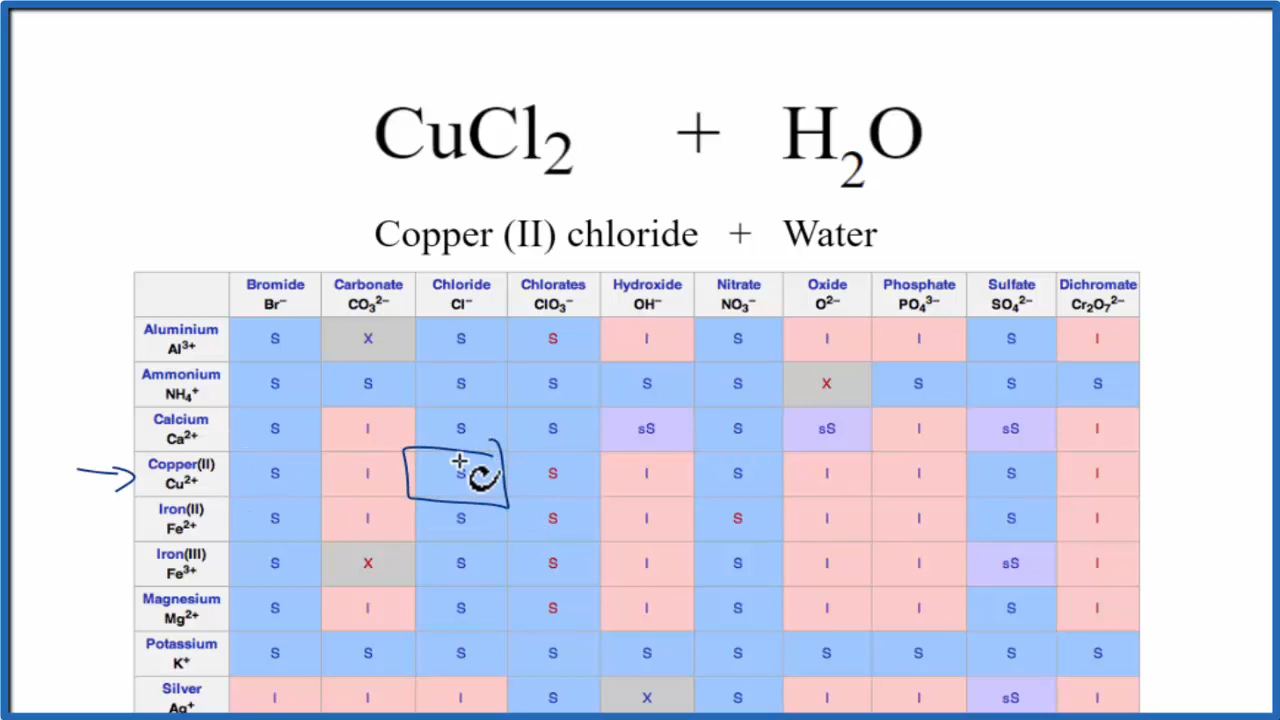 CuCl₂ + H₂O
Copper (II) chloride + Water
Bromide Carbonate Chloride Chlorates Hydroxide Nitrate Oxide Phosphate Sulfate Dichromate
Br⁻ CO₃²⁻ Cl⁻ ClO₃⁻ OH⁻ NO₃⁻ O²⁻ PO₄³⁻ SO₄²⁻ Cr₂O₇²⁻
Aluminium
Al³⁺
S X S S I S I I S I
Ammonium
NH₄⁺
S S S S S S X S S S
Calcium
Ca²⁺
S I S S sS S sS I sS I
Copper(II)
Cu²⁺
S I S S I S I I S I
Iron(II)
Fe²⁺
S I S S I S I I S I
Iron(III)
Fe³⁺
S X S S I S I I sS I
Magnesium
Mg²⁺
S I S S I S I I S I
Potassium
K⁺
S S S S S S S S S S
Silver
Ag⁺
I I I S X S I I sS I